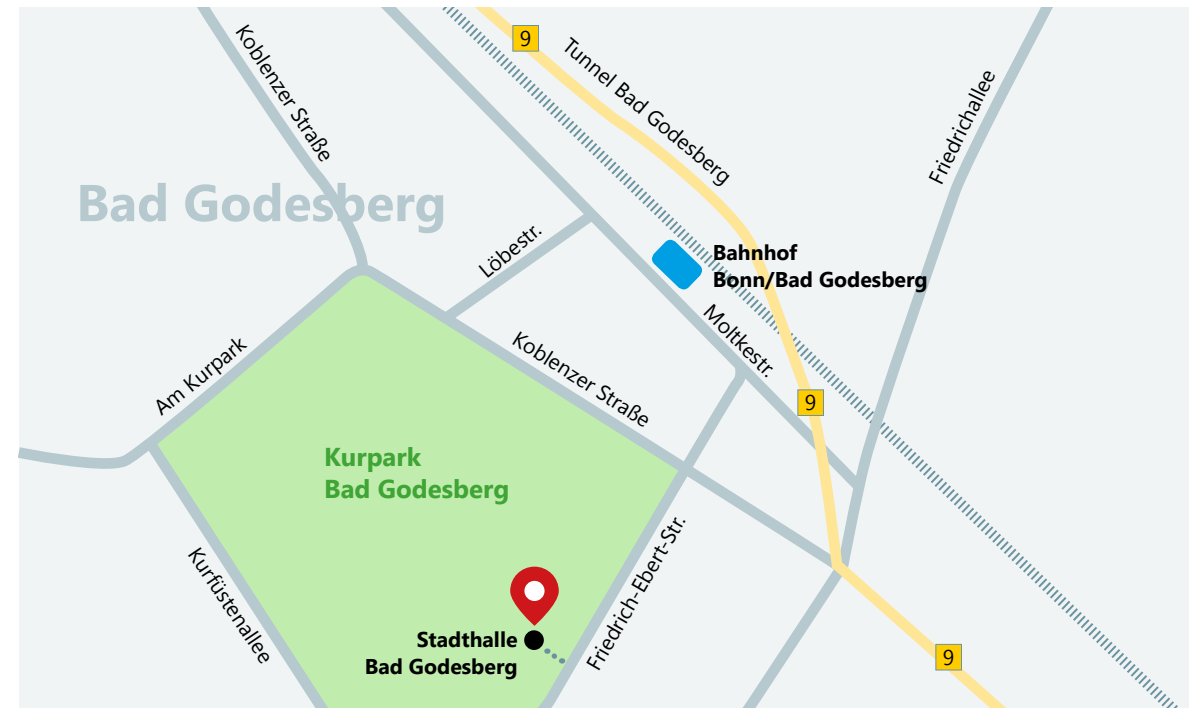 9
Tunnel Bad Godesberg
Koblenzer Straße
Friedrichallee
Bad Godesberg
Löbestr.
Bahnhof
Bonn/Bad Godesberg
Moltkestr.
Am Kurpark
Koblenzer Straße
9
Kurpark
Bad Godesberg
Kurfüstenallee
Friedrich-Ebert-Str.
Stadthalle
Bad Godesberg
9